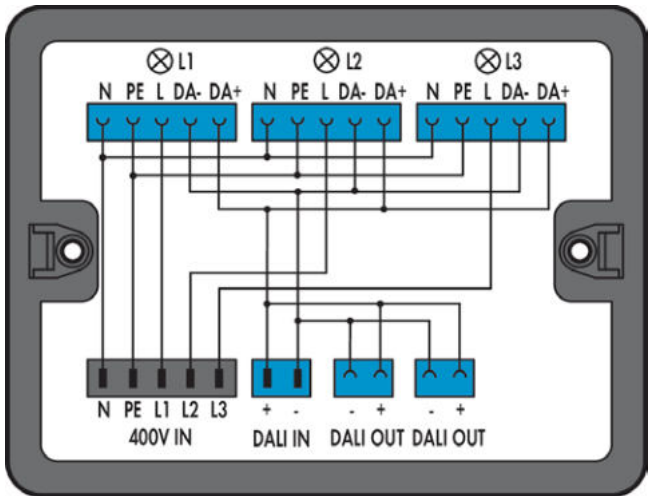 L1 L2 L3
N PE L DA- DA+ N PE L DA- DA+ N PE L DA- DA+
N PE L1 L2 L3 + - - + - +
400V IN DALI IN DALI OUT DALI OUT